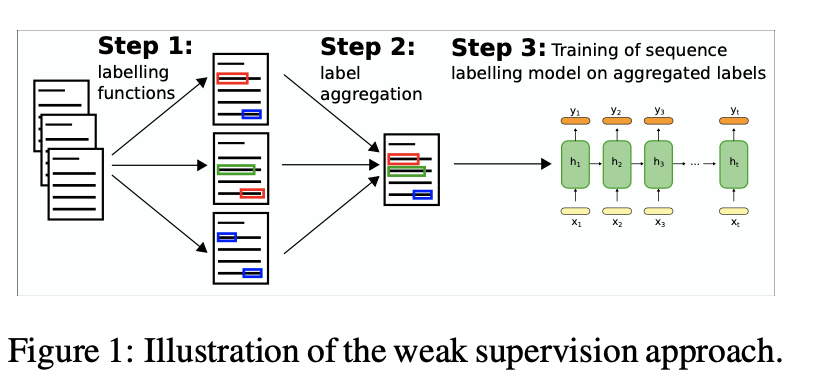 Step 1:
labelling
functions
Step 2:
label
aggregation
Step 3: Training of sequence
labelling model on aggregated labels
y₁ y₂ y₃ yₜ
h₁ h₂ h₃ ... hₜ
x₁ x₂ x₃ xₜ
Figure 1: Illustration of the weak supervision approach.